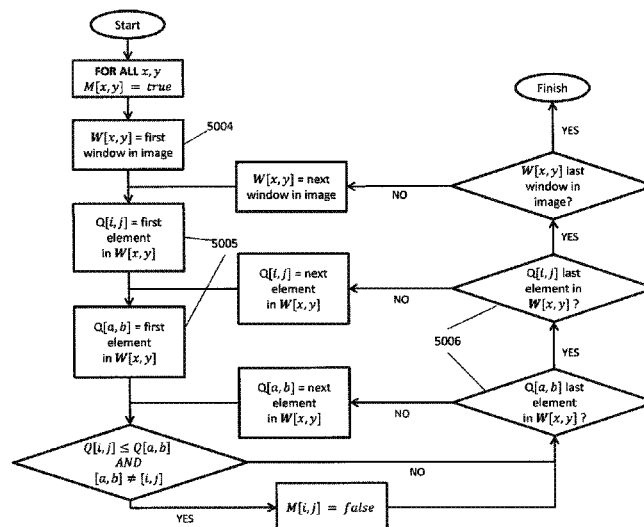 Start
FOR ALL x, y
M[x, y] = true
5004
W[x, y] = first
window in image
Finish
YES
W[x, y] = next
window in image
NO
W[x, y] last
window in
image?
YES
Q[i, j] = first
element
in W[x, y]
5005
Q[i, j] = next
element
in W[x, y]
NO
Q[i, j] last
element in
W[x, y] ?
YES
Q[a, b] = first
element
in W[x, y]
5006
Q[a, b] = next
element
in W[x, y]
NO
Q[a, b] last
element
in W[x, y] ?
Q[i, j] ≤ Q[a, b]
AND
[a, b] ≠ [i, j]
NO
YES
M[i, j] = false